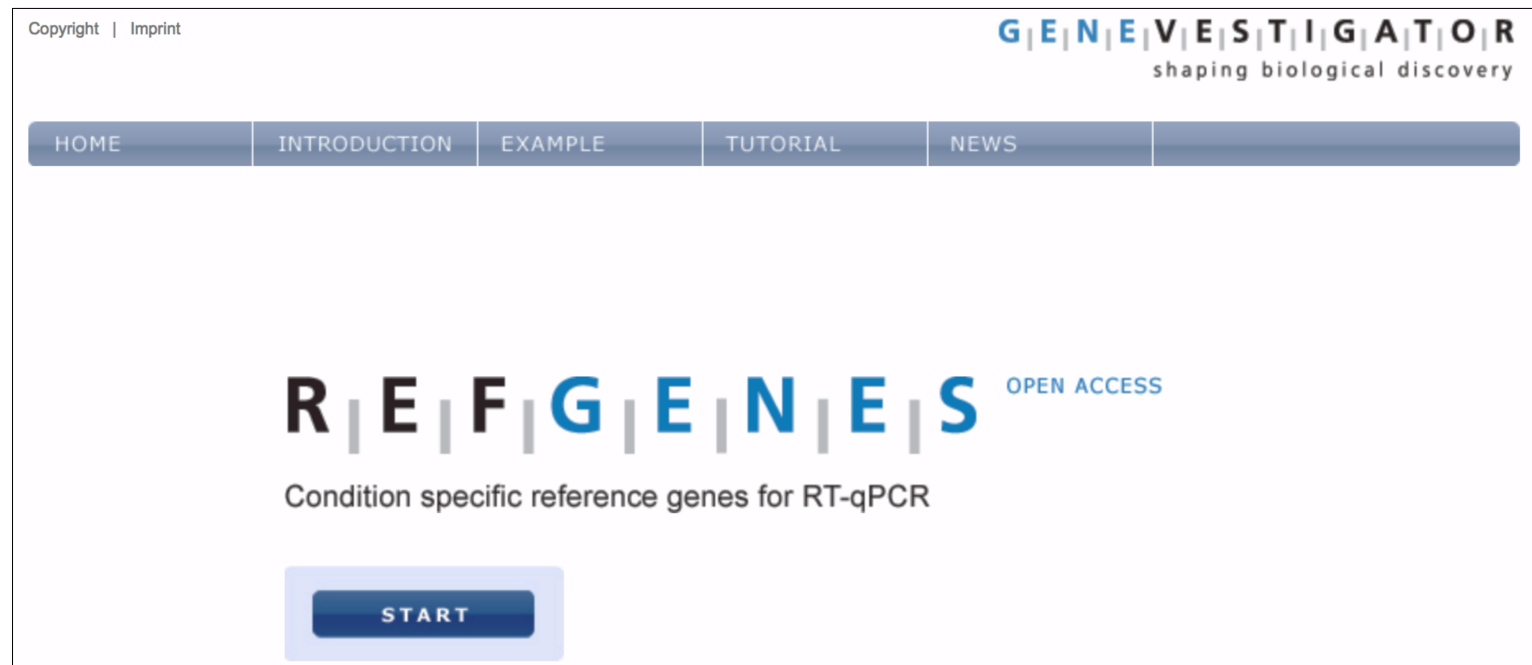 Copyright | Imprint
GENEVESTIGATOR
shaping biological discovery
HOME INTRODUCTION EXAMPLE TUTORIAL NEWS
REFGENES OPEN ACCESS
Condition specific reference genes for RT-qPCR
START